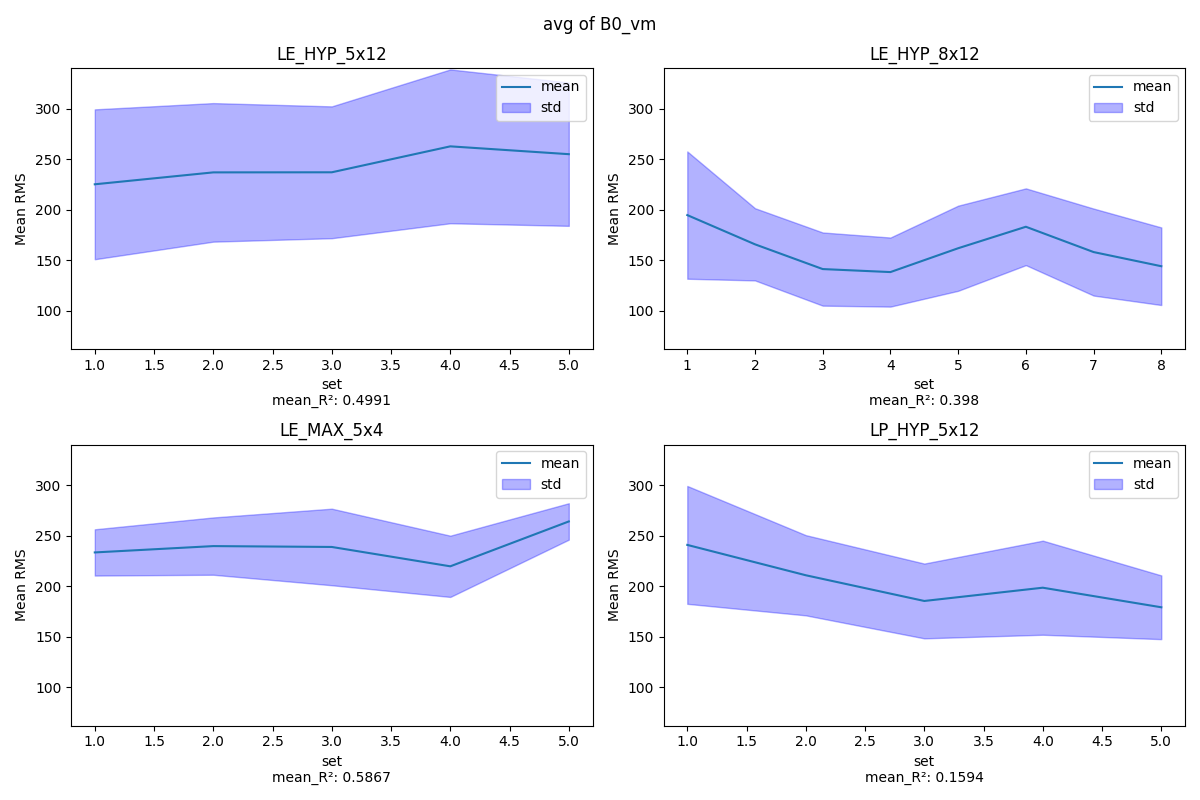 avg of B0_vm
LE_HYP_5x12
mean
std
Mean RMS
300
250
200
150
100
1.0 1.5 2.0 2.5 3.0 3.5 4.0 4.5 5.0
set
mean_R²: 0.4991
LE_HYP_8x12
mean
std
Mean RMS
300
250
200
150
100
1 2 3 4 5 6 7 8
set
mean_R²: 0.398
LE_MAX_5x4
mean
std
Mean RMS
300
250
200
150
100
1.0 1.5 2.0 2.5 3.0 3.5 4.0 4.5 5.0
set
mean_R²: 0.5867
LP_HYP_5x12
mean
std
Mean RMS
300
250
200
150
100
1.0 1.5 2.0 2.5 3.0 3.5 4.0 4.5 5.0
set
mean_R²: 0.1594